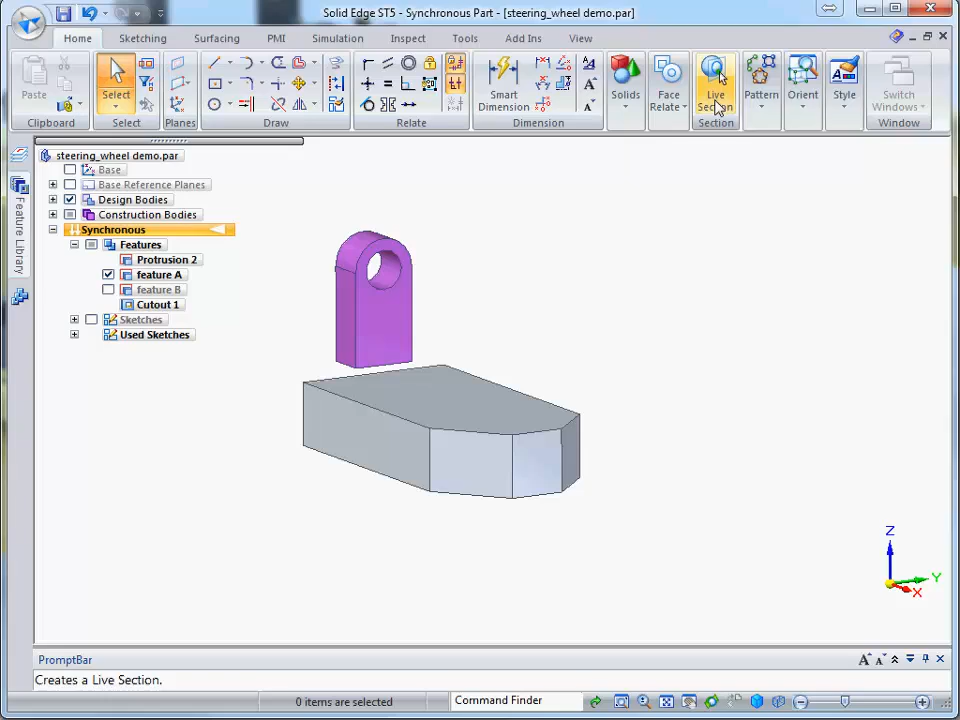 Solid Edge ST5 - Synchronous Part - [steering_wheel demo.par]
Home Sketching Surfacing PMI Simulation Inspect Tools Add Ins View
Paste
Clipboard
Select
Select
Planes
Draw
Relate
Smart
Dimension
Dimension
Solids
Face
Relate
Live
Section
Section
Pattern
Orient
Style
Switch
Windows
Window
Feature Library
steering_wheel demo.par
Base
Base Reference Planes
Design Bodies
Construction Bodies
Synchronous
Features
Protrusion 2
feature A
feature B
Cutout 1
Sketches
Used Sketches
Z
Y
X
PromptBar
Creates a Live Section.
0 items are selected
Command Finder